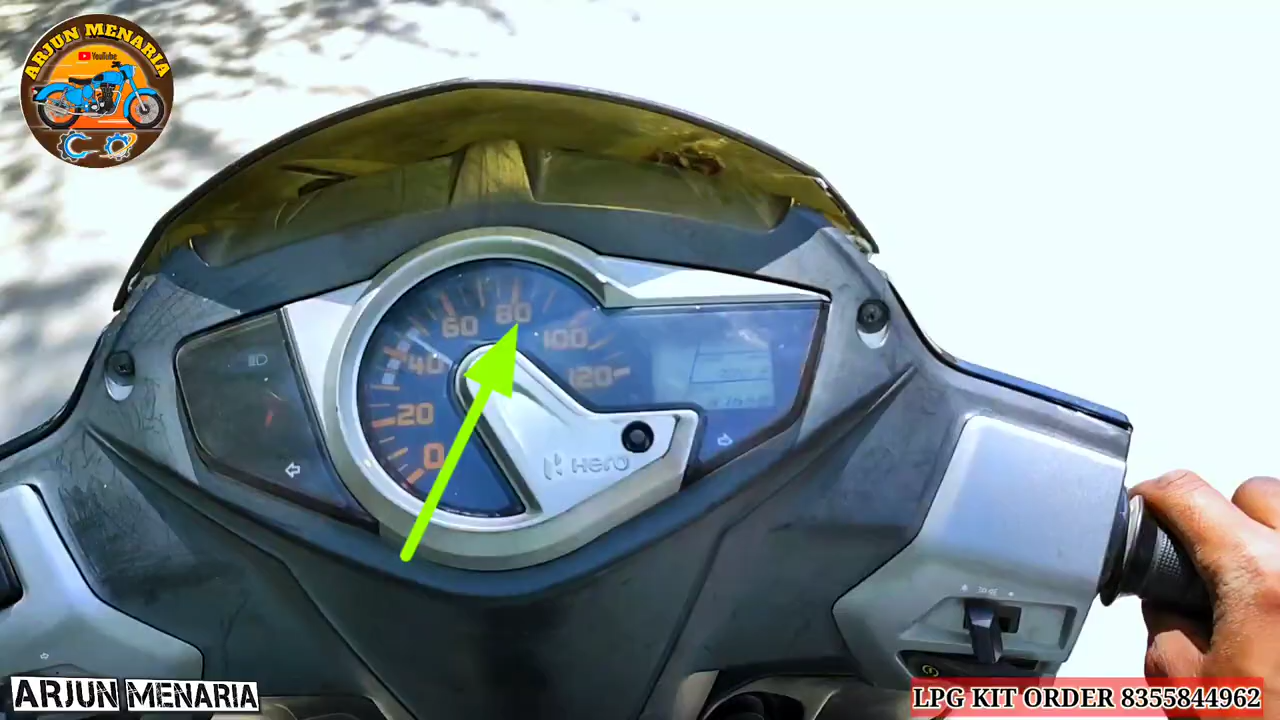 ARJUN MENARIA
YouTube
80
60
100
40
120
20
0
Hero
ARJUN MENARIA
LPG KIT ORDER 8355844962